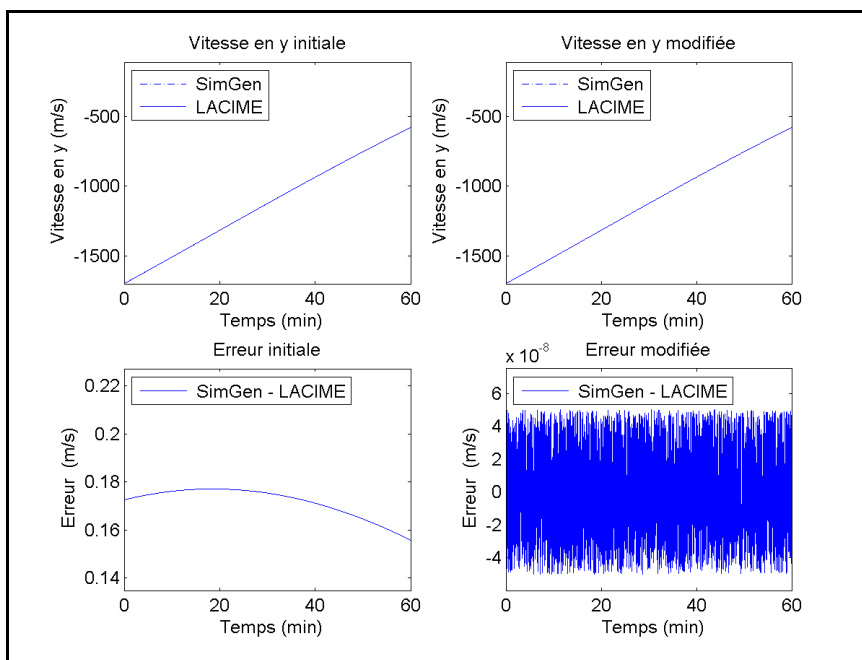 Vitesse en y initiale
SimGen
LACIME
Vitesse en y (m/s)
-500
-1000
-1500
0
20
40
60
Temps (min)
Vitesse en y modifiée
SimGen
LACIME
Vitesse en y (m/s)
-500
-1000
-1500
0
20
40
60
Temps (min)
Erreur initiale
SimGen - LACIME
Erreur (m/s)
0.22
0.2
0.18
0.16
0.14
0
20
40
60
Temps (min)
Erreur modifiée
x 10-8
SimGen - LACIME
Erreur (m/s)
6
4
2
0
-2
-4
0
20
40
60
Temps (min)